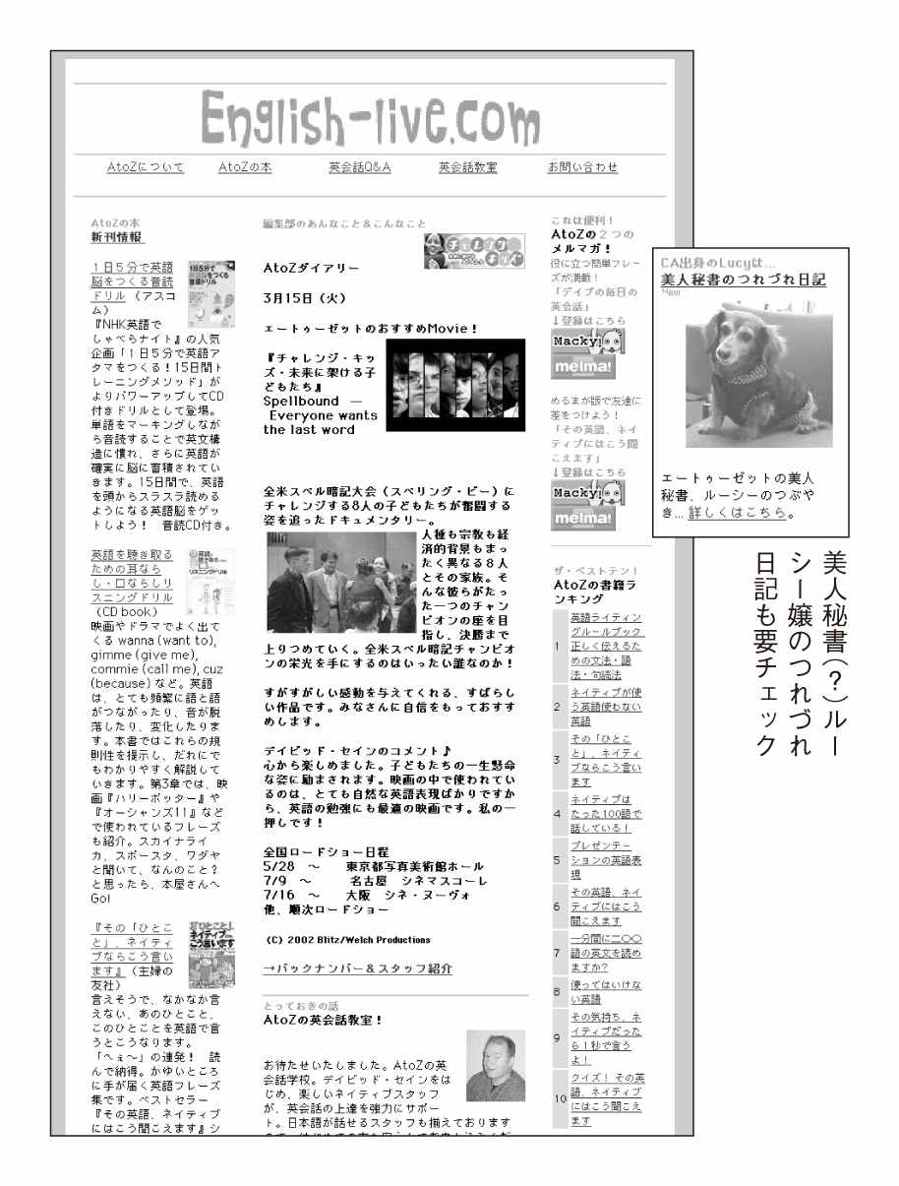 English-live.com
AtoZについて
AtoZの本
英会話Q&A
英会話教室
お問い合わせ
AtoZの本
新刊情報
1日5分で英語
脳をつくる音読
ドリル（アスコ
ム）
『NHK英語で
しゃべらナイト』の人気
企画「1日5分で英語ア
タマをつくる！15日間ト
レーニングメソッド」が
よりパワーアップしてCD
付きドリルとして登場。
単語をマーキングしなが
ら音読することで英文構
造に慣れ、さらに英語が
確実に脳に蓄積されてい
きます。15日間で、英語
を頭からスラスラ読める
ようになる英語脳をゲッ
トしよう！　音読CD付き。
英語を聴き取る
ための耳なら
し・口ならしリ
スニングドリル
（CD book）
映画やドラマでよく出て
くる wanna (want to),
gimme (give me),
commie (call me), cuz
(because) など。英語
は、とても頻繁に語と語
がつながったり、音が脱
落したり、変化したりま
す。本書ではこれらの規
則性を提示し、だれにで
もわかりやすく解説して
いきます。第3章では、映
画『ハリーポッター』や
『オーシャンズ11』など
で使われているフレーズ
も紹介。スカイナライ
カ、スポースタ、ワダヤ
と聞いて、なんのこと？
と思ったら、本屋さんへ
Go!
『その「ひとこ
と」、ネイティ
ブならこう言い
ます』（主婦の
友社）
言えそうで、なかなか言
えない、あのひとこと、
このひとことを英語で言
うとこうなります。
「へぇ～」の連発！　読
んで納得。かゆいところ
に手が届く英語フレーズ
集です。ベストセラー
『その英語、ネイティブ
にはこう聞こえます』シ
編集部のあんなこと＆こんなこと
AtoZダイアリー
3月15日（火）
エートゥーゼットのおすすめMovie！
『チャレンジ・キッ
ズ・未来に架ける子
どもたち』
Spellbound —
Everyone wants
the last word
全米スペル暗記大会（スペリング・ビー）に
チャレンジする8人の子どもたちが奮闘する
姿を追ったドキュメンタリー。
人種も宗教も経
済的背景もまっ
たく異なる8人
とその家族。そ
んな彼らがたっ
た一つのチャン
ピオンの座を目
指し、決勝まで
上りつめていく。全米スペル暗記チャンピオ
ンの栄光を手にするのはいったい誰なのか！
すがすがしい感動を与えてくれる、すばらし
い作品です。みなさんに自信をもっておすす
めします。
デイビッド・セインのコメント♪
心から楽しめました。子どもたちの一生懸命
な姿に励まされます。映画の中で使われてい
るのは、とても自然な英語表現ばかりですか
ら、英語の勉強にも最適の映画です。私の一
押しです！
全国ロードショー日程
5/28　～　東京都写真美術館ホール
7/9　～　名古屋　シネマスコーレ
7/16　～　大阪　シネ・ヌーヴォ
他、順次ロードショー
(C) 2002 Blitz/Welch Productions
→バックナンバー＆スタッフ紹介
とっておきの話
AtoZの英会話教室！
お待たせいたしました。AtoZの英
会話学校。デイビッド・セインをは
じめ、楽しいネイティブスタッフ
が、英会話の上達を強力にサポー
ト。日本語が話せるスタッフも揃えております
これは便利！
AtoZの２つの
メルマガ！
役に立つ簡単フレー
ズが満載！
「デイブの毎日の
英会話」
↓登録はこちら
Macky!
melma!
めるまが版で友達に
差をつけよう！
「その英語、ネイ
ティブにはこう聞
こえます」
↓登録はこちら
Macky!
melma!
ザ・ベストテン！
AtoZの書籍ラ
ンキング
1 英語ライティン
グルールブック
正しく伝えるた
めの文法・語
法・句読法
2 ネイティブが使
う英語使わない
英語
3 その「ひとこ
と」、ネイティ
ブならこう言い
ます
4 ネイティブは
たった100語で
話している！
5 プレゼンテー
ションの英語表
現
6 その英語、ネイ
ティブにはこう
聞こえます
7 一分間に二〇〇
語の英文を読め
ますか?
8 使ってはいけな
い英語
9 その気持ち、ネ
イティブだった
ら1秒で言う
よ！
10 クイズ！ その英
語、ネイティブ
にはこう聞こえ
ます
CA出身のLucyは…
美人秘書のつれづれ日記
New
エートゥーゼットの美人
秘書、ルーシーのつぶや
き… 詳しくはこちら。
美人秘書（？）ルー
シー嬢のつれづれ
日記も要チェック